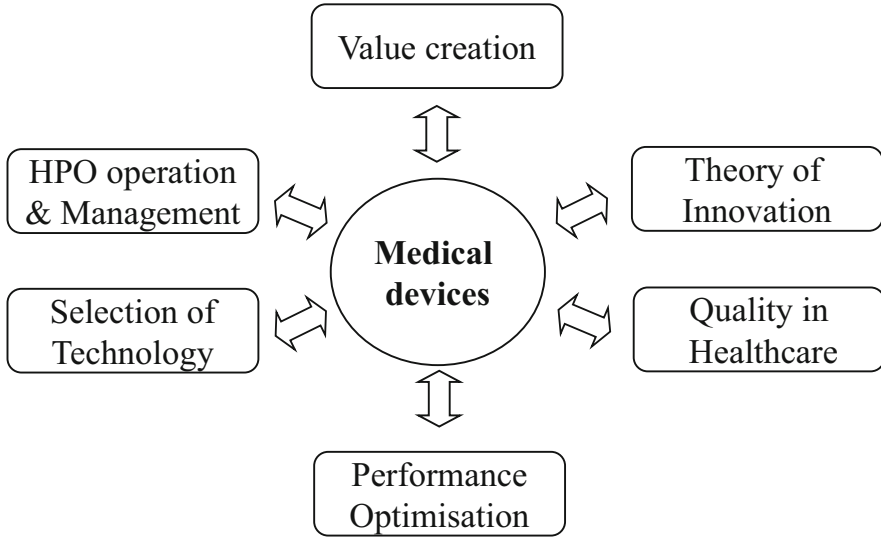 Value creation
HPO operation
& Management
Theory of
Innovation
Medical
devices
Selection of
Technology
Quality in
Healthcare
Performance
Optimisation